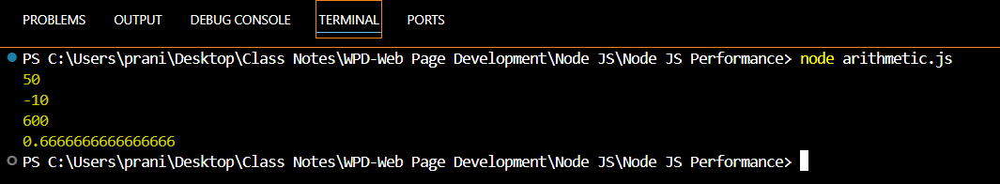 PROBLEMS OUTPUT DEBUG CONSOLE TERMINAL PORTS
PS C:\Users\prani\Desktop\Class Notes\WPD-Web Page Development\Node JS\Node JS Performance> node arithmetic.js
50
-10
600
0.6666666666666666
PS C:\Users\prani\Desktop\Class Notes\WPD-Web Page Development\Node JS\Node JS Performance>